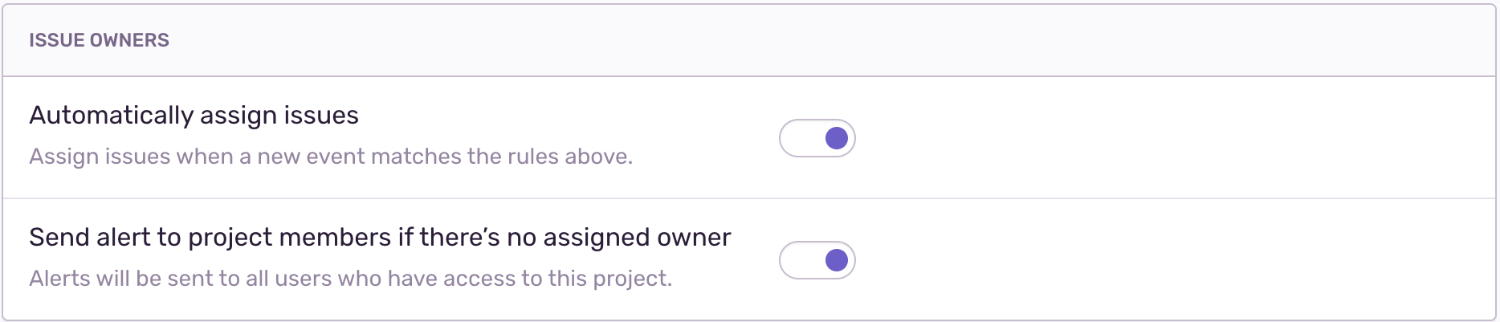 ISSUE OWNERS
Automatically assign issues
Assign issues when a new event matches the rules above.
Send alert to project members if there’s no assigned owner
Alerts will be sent to all users who have access to this project.